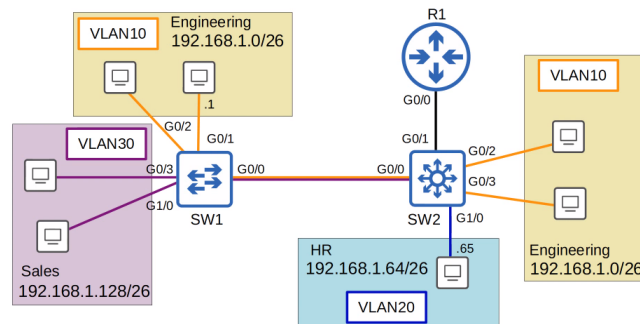 VLAN10
Engineering
192.168.1.0/26
.1
G0/2
G0/1
VLAN30
G0/3
G1/0
Sales
192.168.1.128/26
SW1
G0/0
G0/0
R1
G0/0
G0/1
G0/2
G0/3
SW2
G1/0
HR
192.168.1.64/26
.65
VLAN20
VLAN10
Engineering
192.168.1.0/26